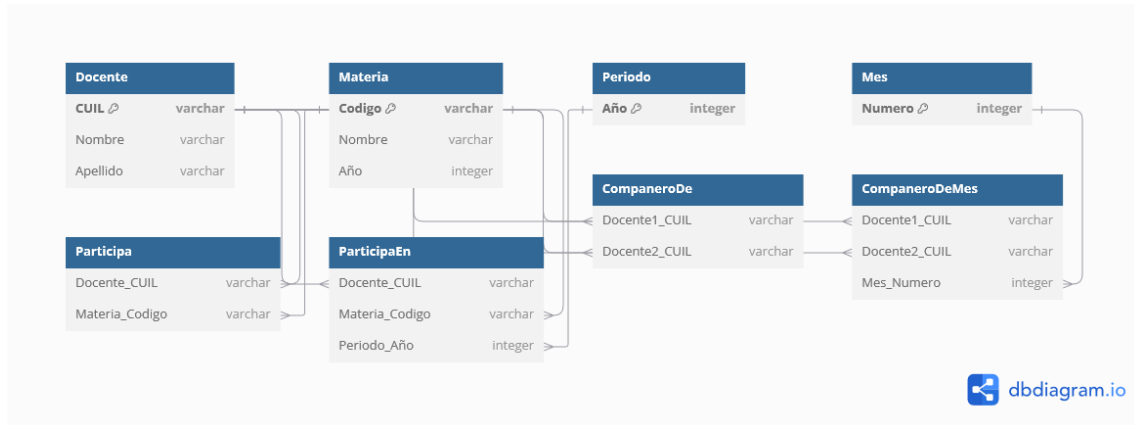 Docente
CUIL varchar
Nombre varchar
Apellido varchar
Materia
Codigo varchar
Nombre varchar
Año integer
Periodo
Año integer
Mes
Numero integer
CompaneroDe
Docente1_CUIL varchar
Docente2_CUIL varchar
CompaneroDeMes
Docente1_CUIL varchar
Docente2_CUIL varchar
Mes_Numero integer
Participa
Docente_CUIL varchar
Materia_Codigo varchar
ParticipaEn
Docente_CUIL varchar
Materia_Codigo varchar
Periodo_Año integer
dbdiagram.io